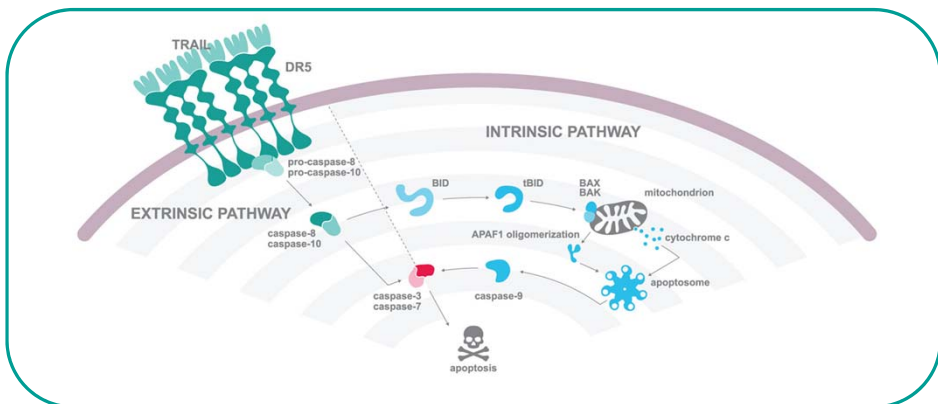 TRAIL
DR5
INTRINSIC PATHWAY
pro-caspase-8
pro-caspase-10
BID
tBID
BAX
BAK
mitochondrion
EXTRINSIC PATHWAY
caspase-8
caspase-10
APAF1 oligomerization
cytochrome c
caspase-3
caspase-7
caspase-9
apoptosome
apoptosis